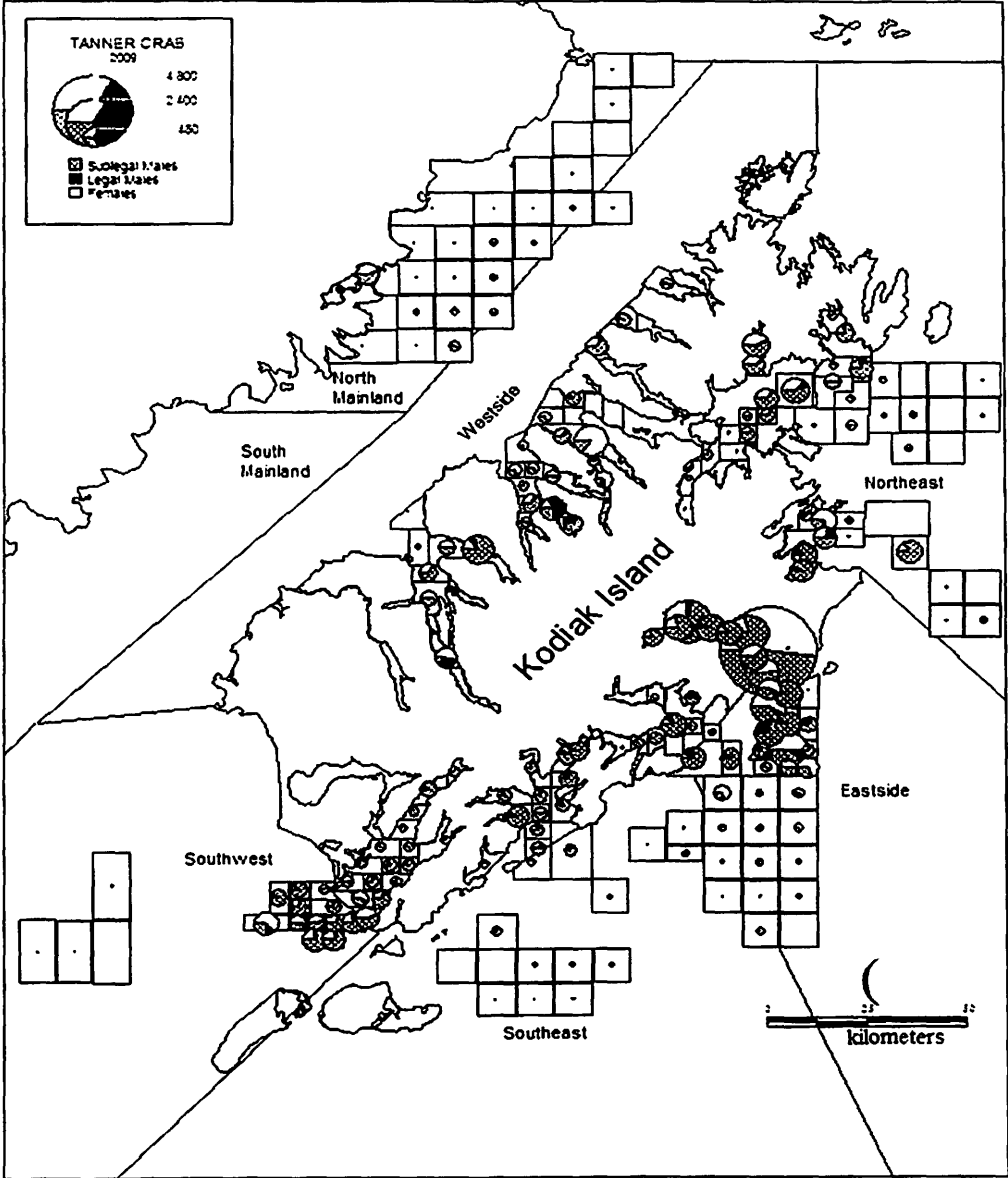 TANNER CRAB
2009
4 800
2 400
Sublegal Males
Legal Males
Females
North
Mainland
South
Mainland
Westside
Northeast
Kodiak Island
Eastside
Southwest
Southeast
kilometers